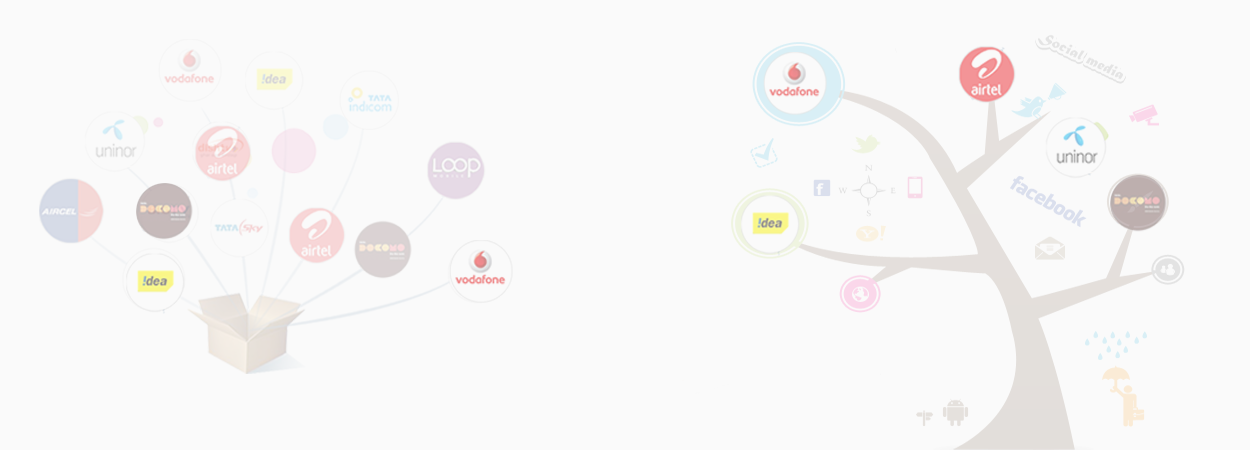 vodafone
!dea
TATA
indicom
uninor
airtel
LOOP
MOBILE
AIRCEL
DOCOMO
TATA Sky
airtel
DOCOMO
!dea
vodafone
vodafone
airtel
Social media
uninor
N
f
W
E
S
facebook
DOCOMO
!dea
Y!